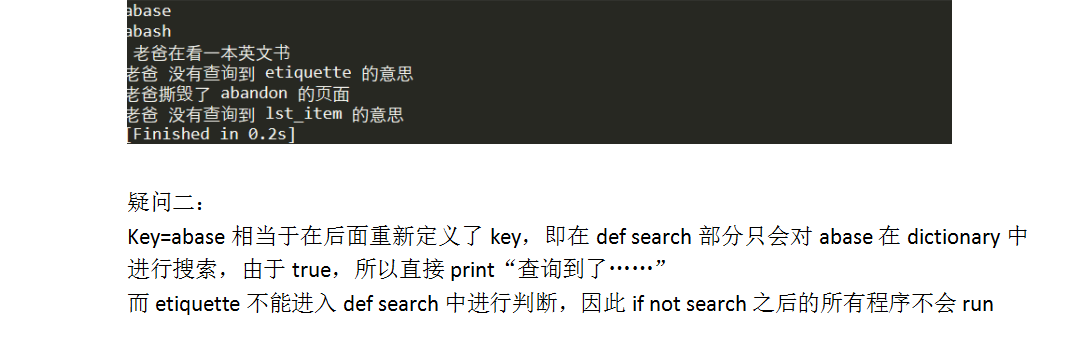 abase
abash
老爸在看一本英文书
老爸 没有查询到 etiquette 的意思
老爸撕毁了 abandon 的页面
老爸 没有查询到 lst_item 的意思
[Finished in 0.2s]
疑问二：
Key=abase 相当于在后面重新定义了 key，即在 def search 部分只会对 abase 在 dictionary 中
进行搜索，由于 true，所以直接 print“查询到了……”
而 etiquette 不能进入 def search 中进行判断，因此 if not search 之后的所有程序不会 run